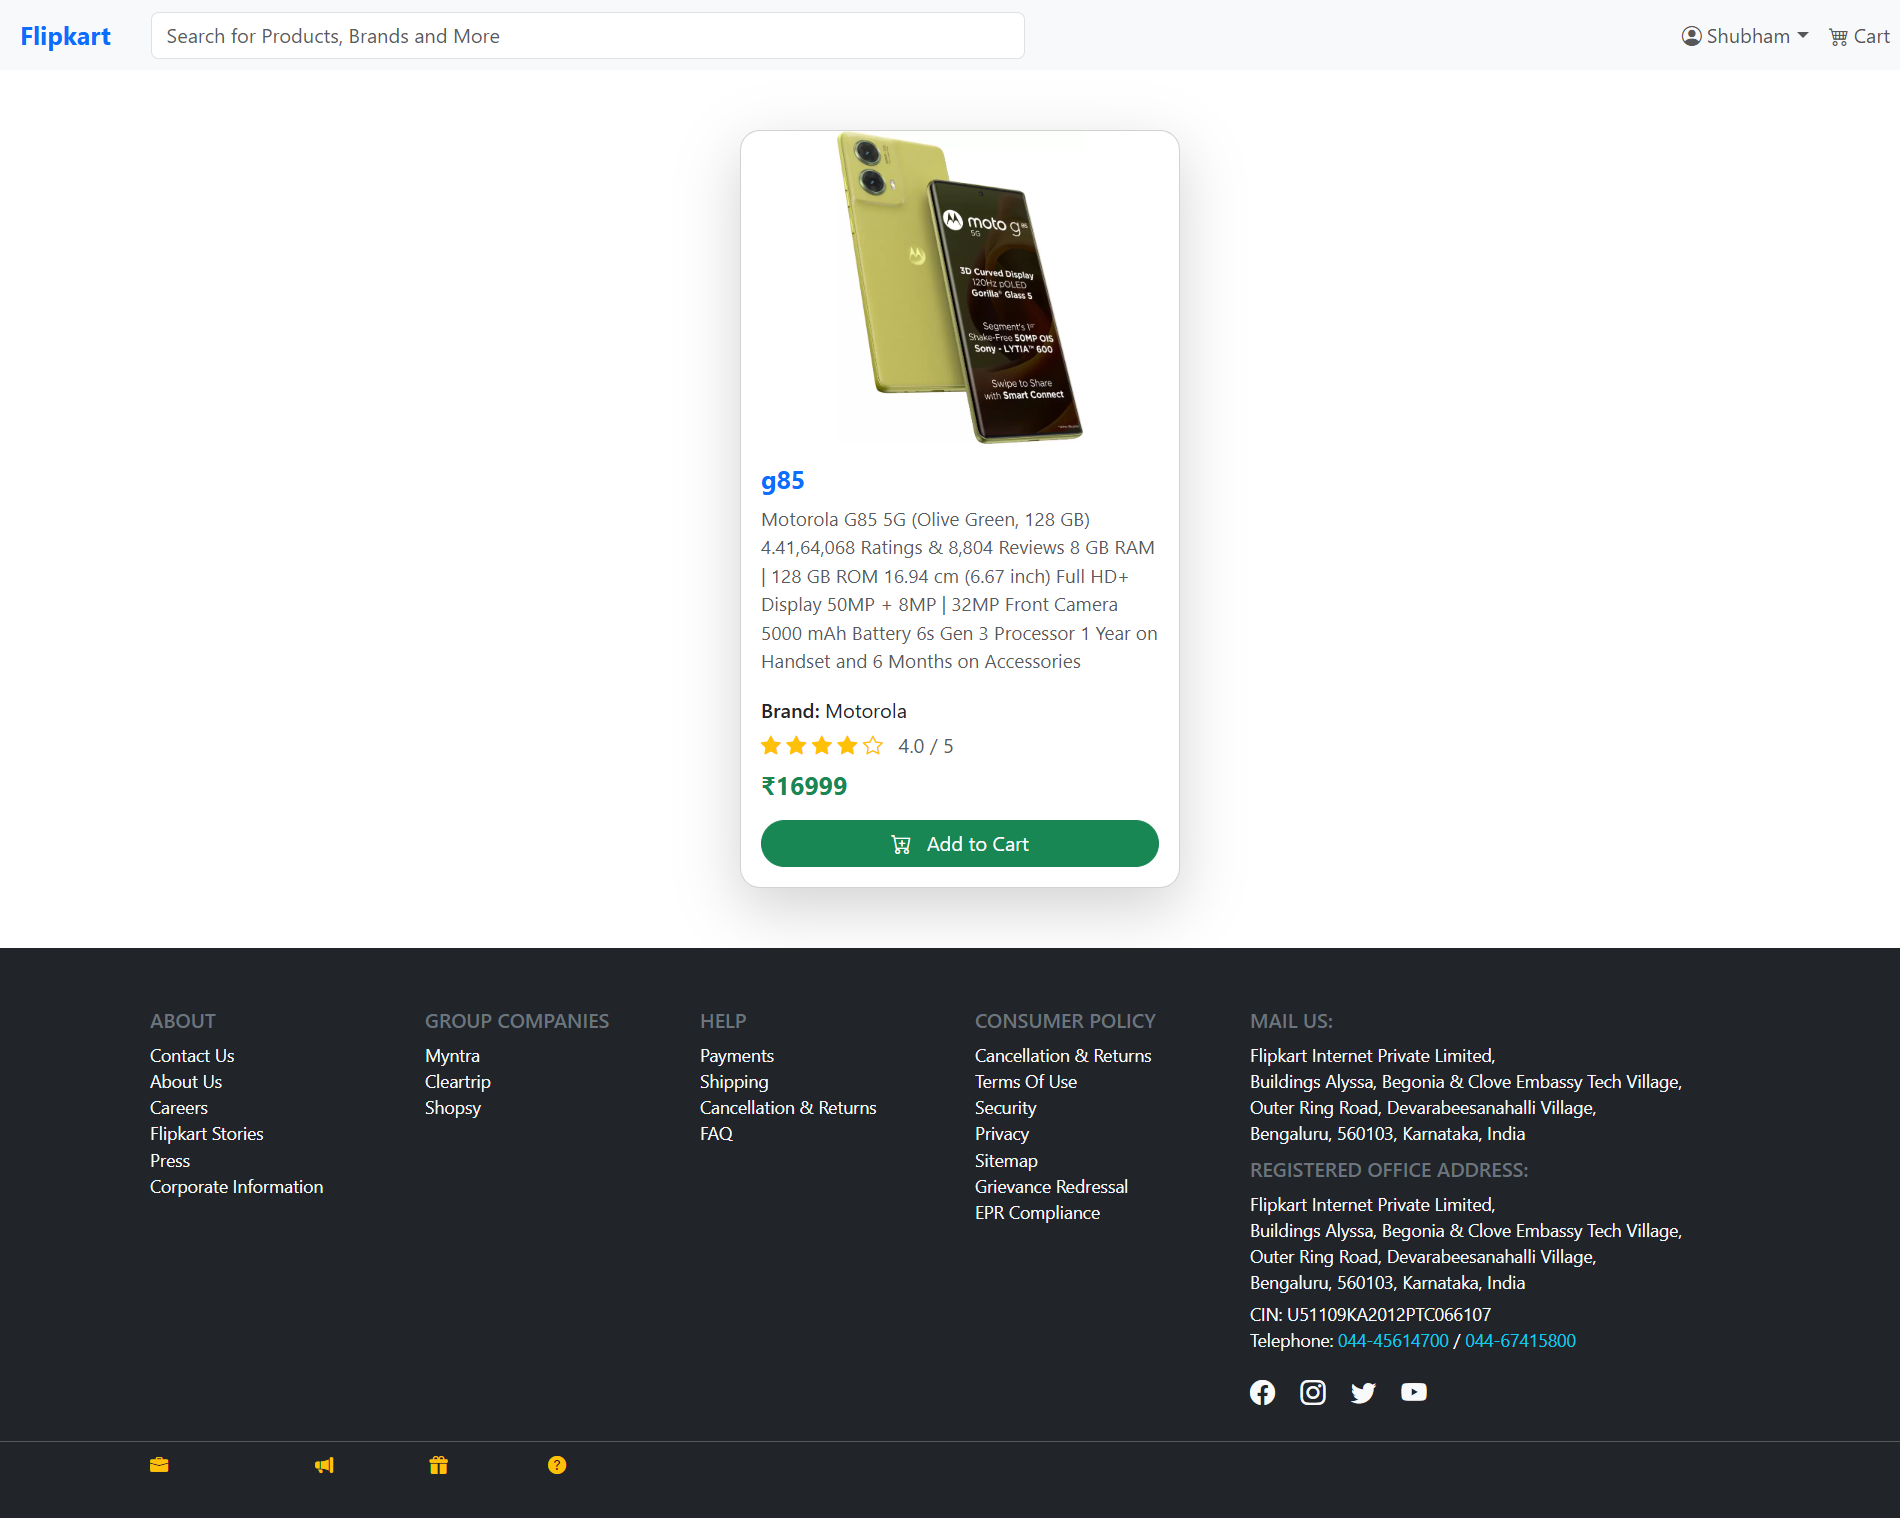 Flipkart
Search for Products, Brands and More
Shubham
Cart
moto g85
5G
3D Curved Display
120Hz pOLED
Gorilla® Glass 5
Segment's 1st
Shake-Free 50MP OIS
Sony - LYTIA™ 600
Swipe to Share
with Smart Connect
g85
Motorola G85 5G (Olive Green, 128 GB)
4.41,64,068 Ratings & 8,804 Reviews 8 GB RAM
| 128 GB ROM 16.94 cm (6.67 inch) Full HD+
Display 50MP + 8MP | 32MP Front Camera
5000 mAh Battery 6s Gen 3 Processor 1 Year on
Handset and 6 Months on Accessories
Brand: Motorola
4.0 / 5
₹16999
Add to Cart
ABOUT
Contact Us
About Us
Careers
Flipkart Stories
Press
Corporate Information
GROUP COMPANIES
Myntra
Cleartrip
Shopsy
HELP
Payments
Shipping
Cancellation & Returns
FAQ
CONSUMER POLICY
Cancellation & Returns
Terms Of Use
Security
Privacy
Sitemap
Grievance Redressal
EPR Compliance
MAIL US:
Flipkart Internet Private Limited,
Buildings Alyssa, Begonia & Clove Embassy Tech Village,
Outer Ring Road, Devarabeesanahalli Village,
Bengaluru, 560103, Karnataka, India
REGISTERED OFFICE ADDRESS:
Flipkart Internet Private Limited,
Buildings Alyssa, Begonia & Clove Embassy Tech Village,
Outer Ring Road, Devarabeesanahalli Village,
Bengaluru, 560103, Karnataka, India
CIN: U51109KA2012PTC066107
Telephone: 044-45614700 / 044-67415800